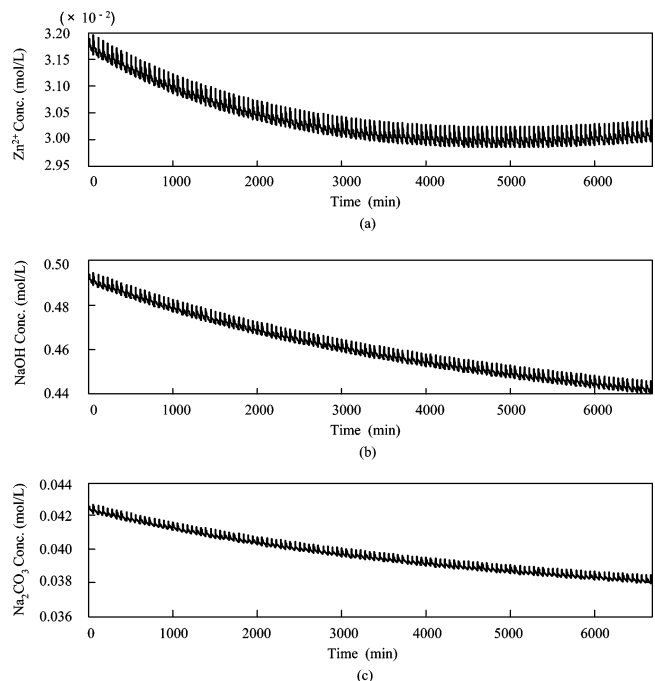 (× 10⁻²)
3.20
3.15
3.10
3.05
3.00
2.95
Zn²⁺ Conc. (mol/L)
0 1000 2000 3000 4000 5000 6000
Time (min)
(a)
0.50
0.48
0.46
0.44
NaOH Conc. (mol/L)
0 1000 2000 3000 4000 5000 6000
Time (min)
(b)
0.044
0.042
0.040
0.038
0.036
Na₂CO₃ Conc. (mol/L)
0 1000 2000 3000 4000 5000 6000
Time (min)
(c)